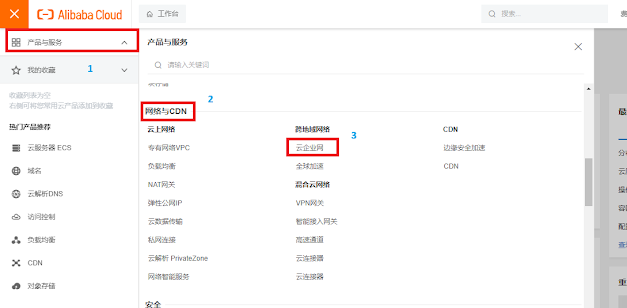 Alibaba Cloud
工作台
搜索...
产品与服务
我的收藏
1
收藏列表为空
右侧可将您常用云产品添加到收藏
热门产品推荐
云服务器 ECS
域名
云解析DNS
访问控制
负载均衡
CDN
对象存储
产品与服务
请输入关键词
网络与CDN
2
云上网络
专有网络VPC
负载均衡
NAT网关
弹性公网IP
云数据传输
私网连接
云解析 PrivateZone
网络智能服务
跨地域网络
3
云企业网
全球加速
混合云网络
VPN网关
智能接入网关
高速通道
云连接器
云连接器
CDN
边缘安全加速
CDN
安全